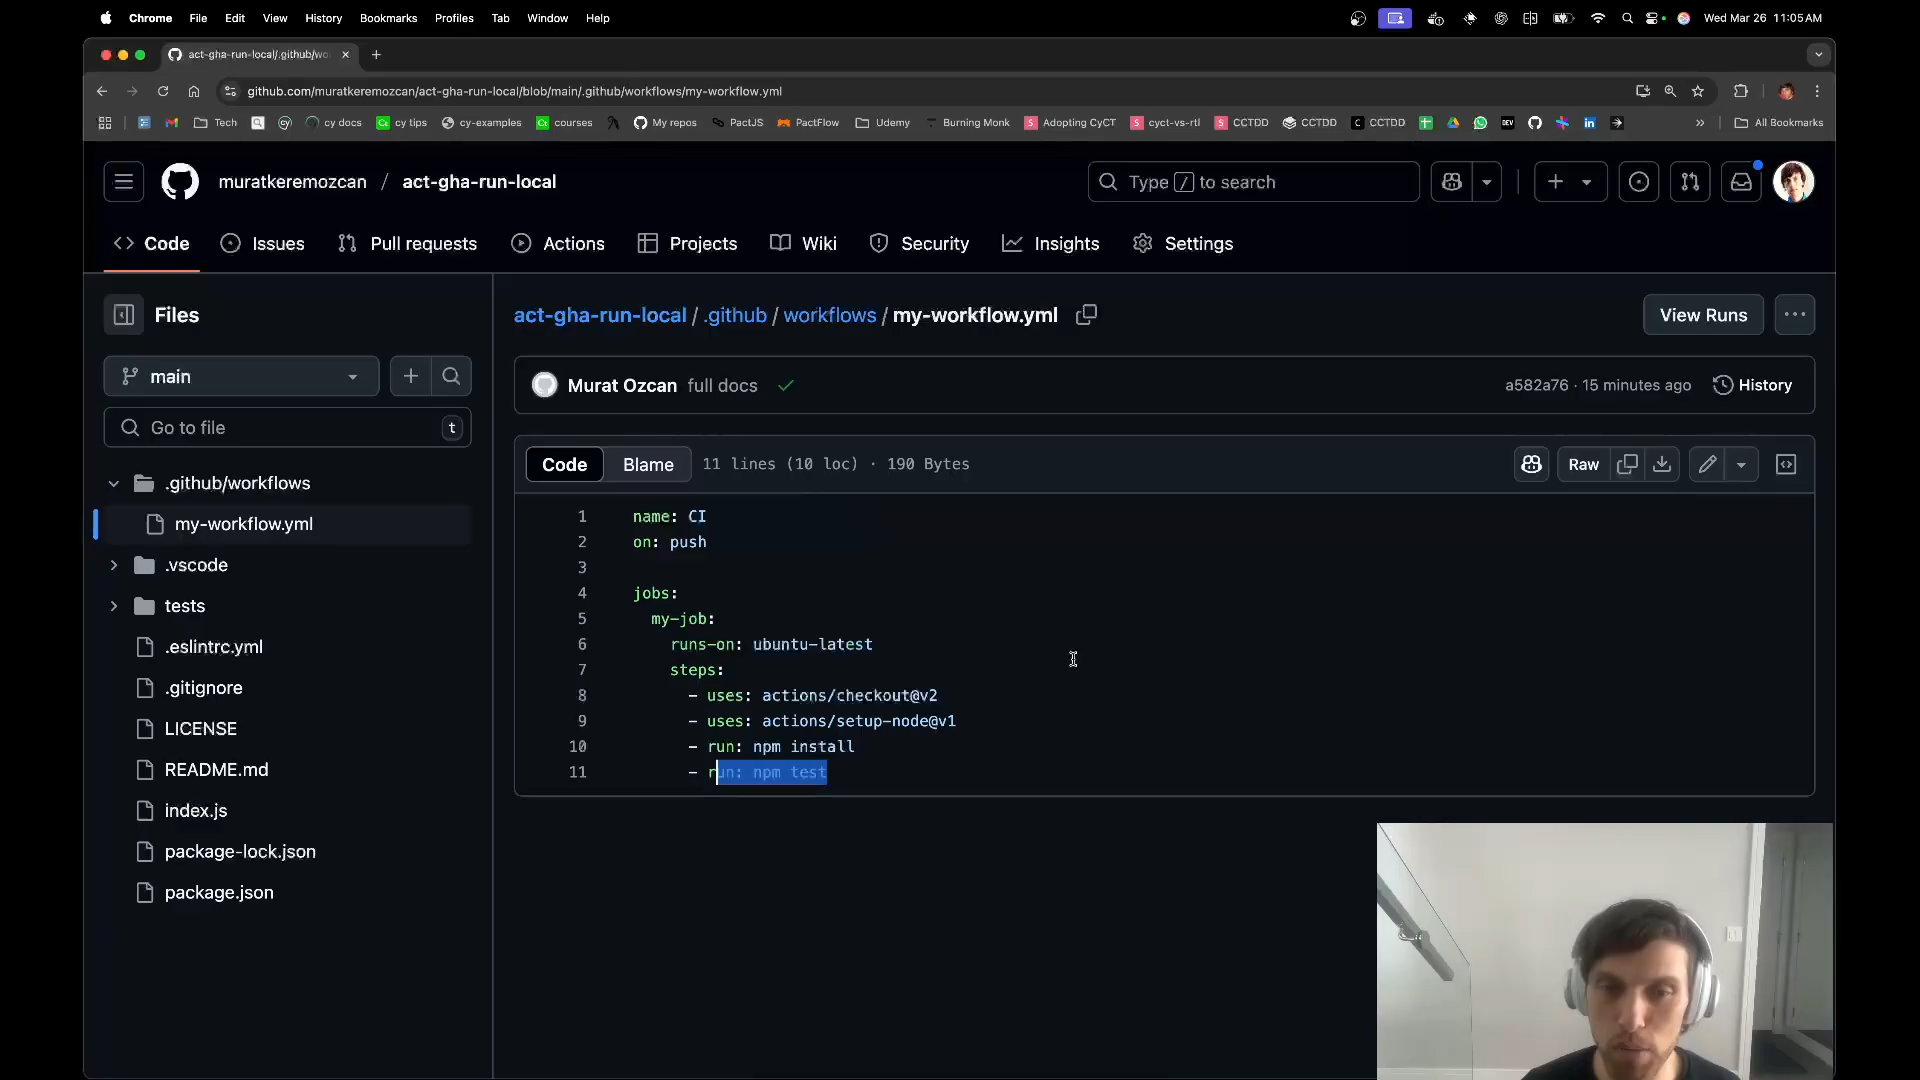 Chrome File Edit View History Bookmarks Profiles Tab Window Help Wed Mar 26 11:05 AM
act-gha-run-local/.github/wo
github.com/muratkeremozcan/act-gha-run-local/blob/main/.github/workflows/my-workflow.yml
Tech cy docs cy tips cy-examples courses My repos PactJS PactFlow Udemy Burning Monk Adopting CyCT cyct-vs-rtl CCTDD CCTDD CCTDD » All Bookmarks
muratkeremozcan / act-gha-run-local Type / to search
Code Issues Pull requests Actions Projects Wiki Security Insights Settings
Files
main
Go to file t
.github/workflows
my-workflow.yml
.vscode
tests
.eslintrc.yml
.gitignore
LICENSE
README.md
index.js
package-lock.json
package.json
act-gha-run-local / .github / workflows / my-workflow.yml View Runs
Murat Ozcan full docs a582a76 · 15 minutes ago History
Code Blame 11 lines (10 loc) · 190 Bytes Raw
1 name: CI
2 on: push
3
4 jobs:
5 my-job:
6 runs-on: ubuntu-latest
7 steps:
8 - uses: actions/checkout@v2
9 - uses: actions/setup-node@v1
10 - run: npm install
11 - run: npm test